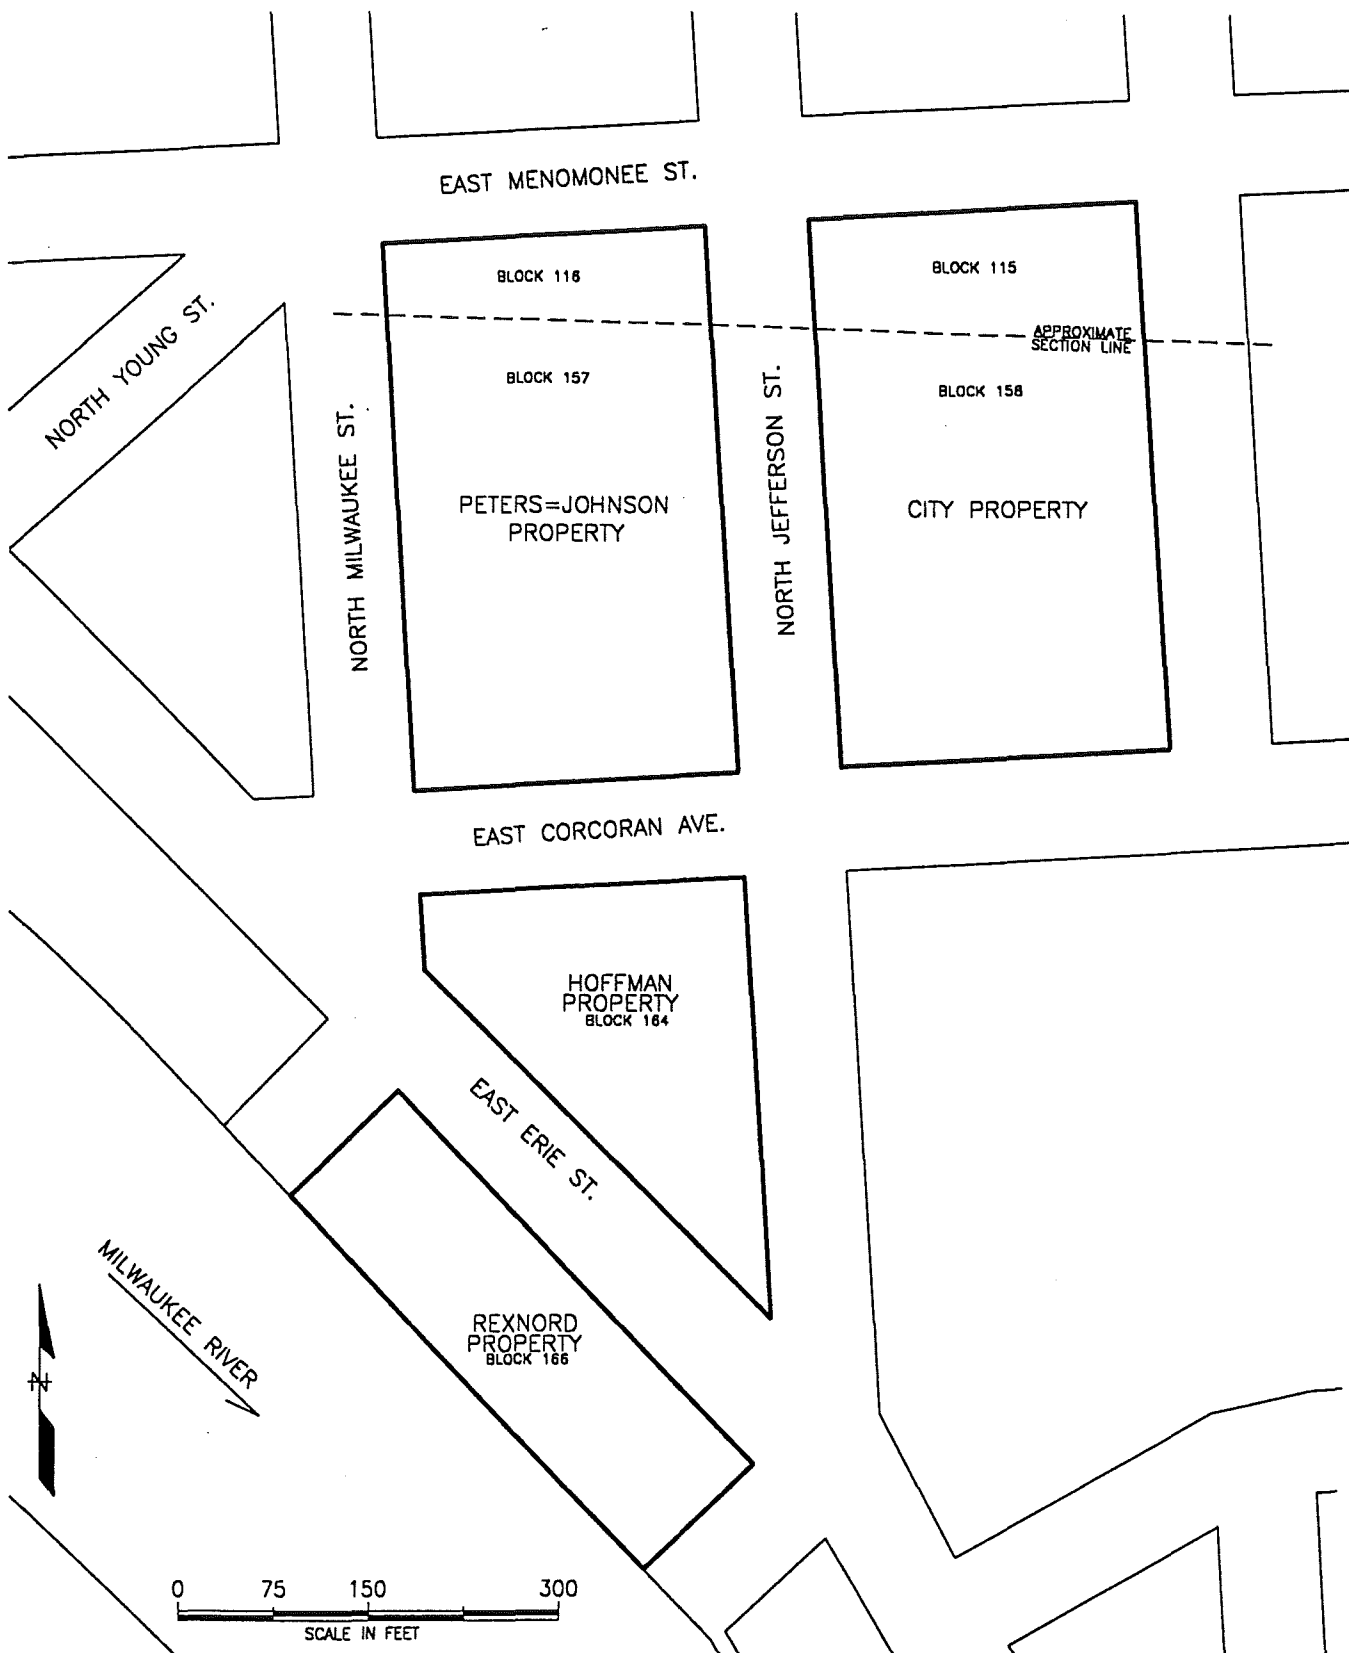 EAST MENOMONEE ST.
BLOCK 116
BLOCK 115
NORTH YOUNG ST.
APPROXIMATE
SECTION LINE
BLOCK 157
BLOCK 158
NORTH MILWAUKEE ST.
NORTH JEFFERSON ST.
PETERS=JOHNSON
PROPERTY
CITY PROPERTY
EAST CORCORAN AVE.
HOFFMAN
PROPERTY
BLOCK 164
EAST ERIE ST.
MILWAUKEE RIVER
REXNORD
PROPERTY
BLOCK 166
N
0 75 150 300
SCALE IN FEET